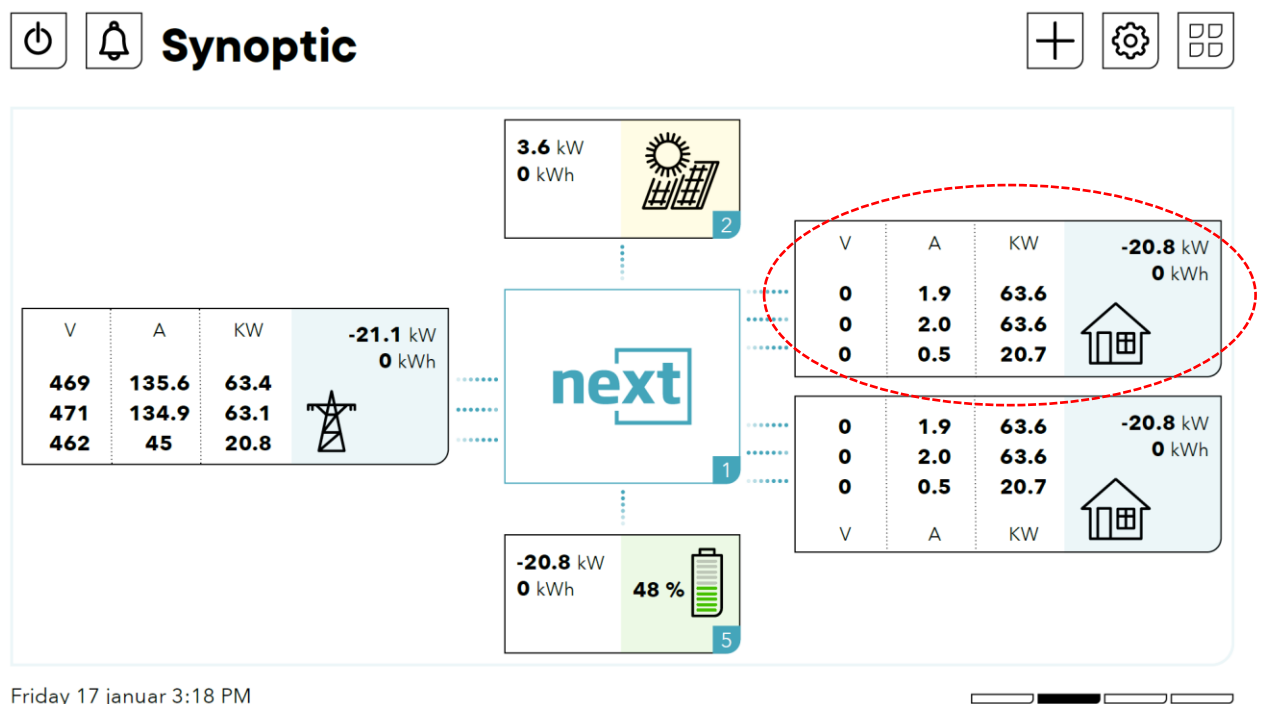 Synoptic
3.6 kW
0 kWh
2
V A KW
0 1.9 63.6
0 2.0 63.6
0 0.5 20.7
-20.8 kW
0 kWh
V A KW
469 135.6 63.4
471 134.9 63.1
462 45 20.8
-21.1 kW
0 kWh
next
1
0 1.9 63.6
0 2.0 63.6
0 0.5 20.7
V A KW
-20.8 kW
0 kWh
-20.8 kW
0 kWh
48 %
5
Friday 17 januar 3:18 PM